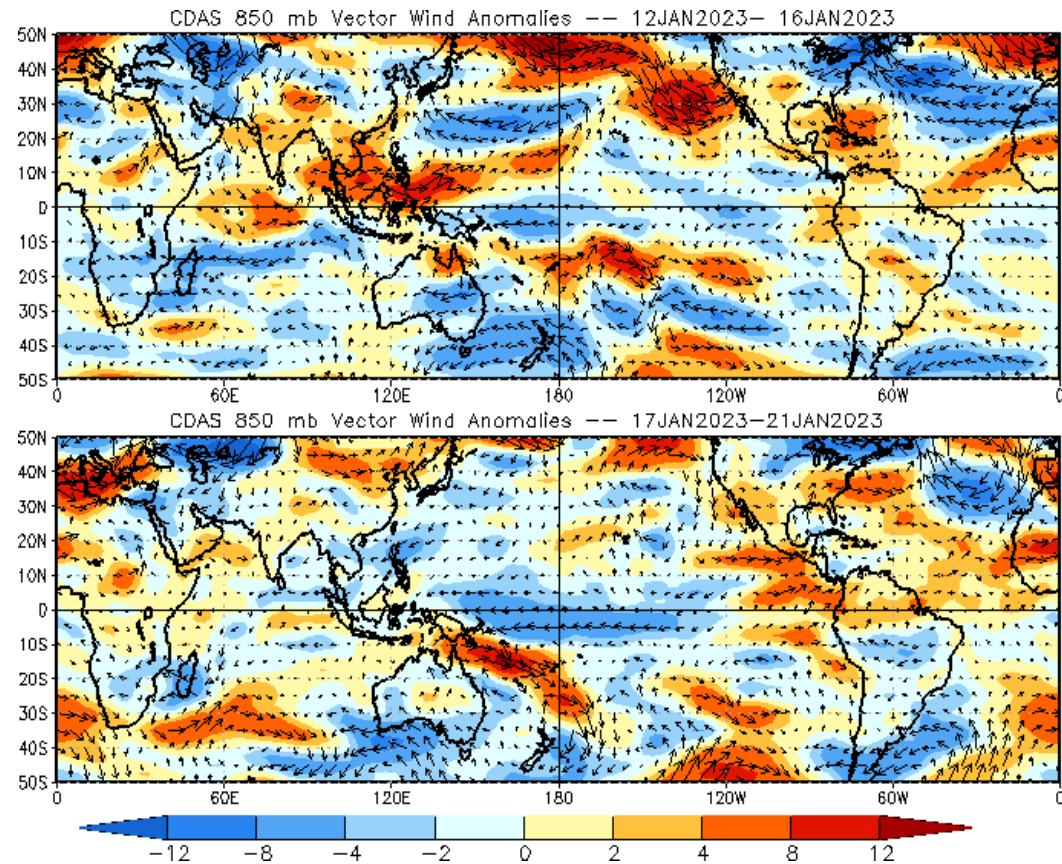 CDAS 850 mb Vector Wind Anomalies -- 12JAN2023- 16JAN2023
50N
40N
30N
20N
10N
0
10S
20S
30S
40S
50S
0 60E 120E 180 120W 60W 0
CDAS 850 mb Vector Wind Anomalies -- 17JAN2023-21JAN2023
50N
40N
30N
20N
10N
0
10S
20S
30S
40S
50S
0 60E 120E 180 120W 60W 0
-12 -8 -4 -2 0 2 4 8 12